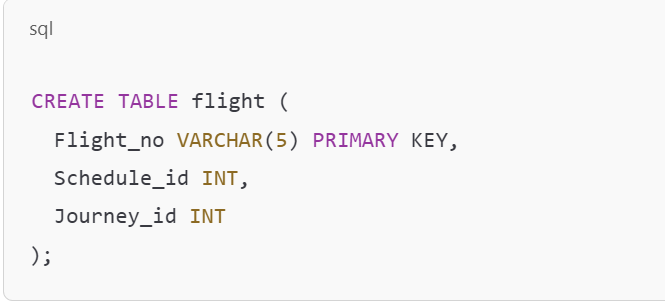 sql
CREATE TABLE flight (
Flight_no VARCHAR(5) PRIMARY KEY,
Schedule_id INT,
Journey_id INT
);